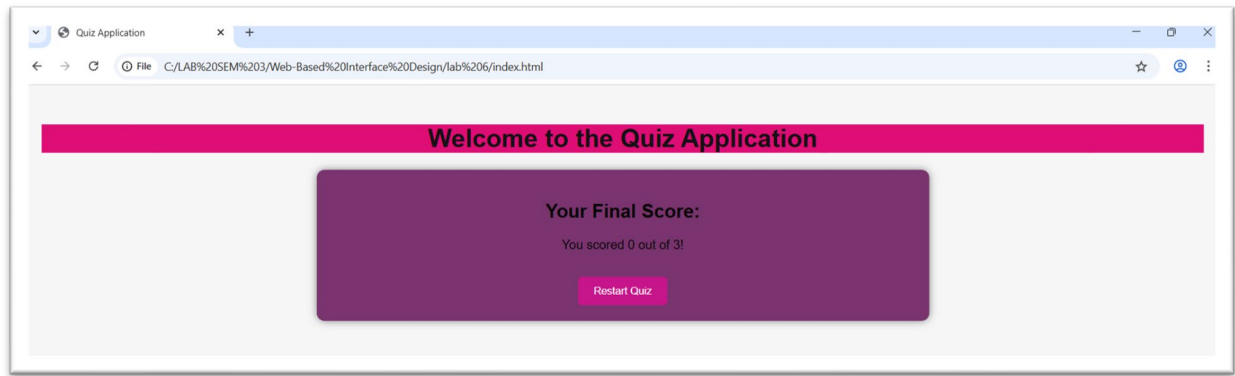 Quiz Application
File C:/LAB%20SEM%203/Web-Based%20Interface%20Design/lab%206/index.html
Welcome to the Quiz Application
Your Final Score:
You scored 0 out of 3!
Restart Quiz